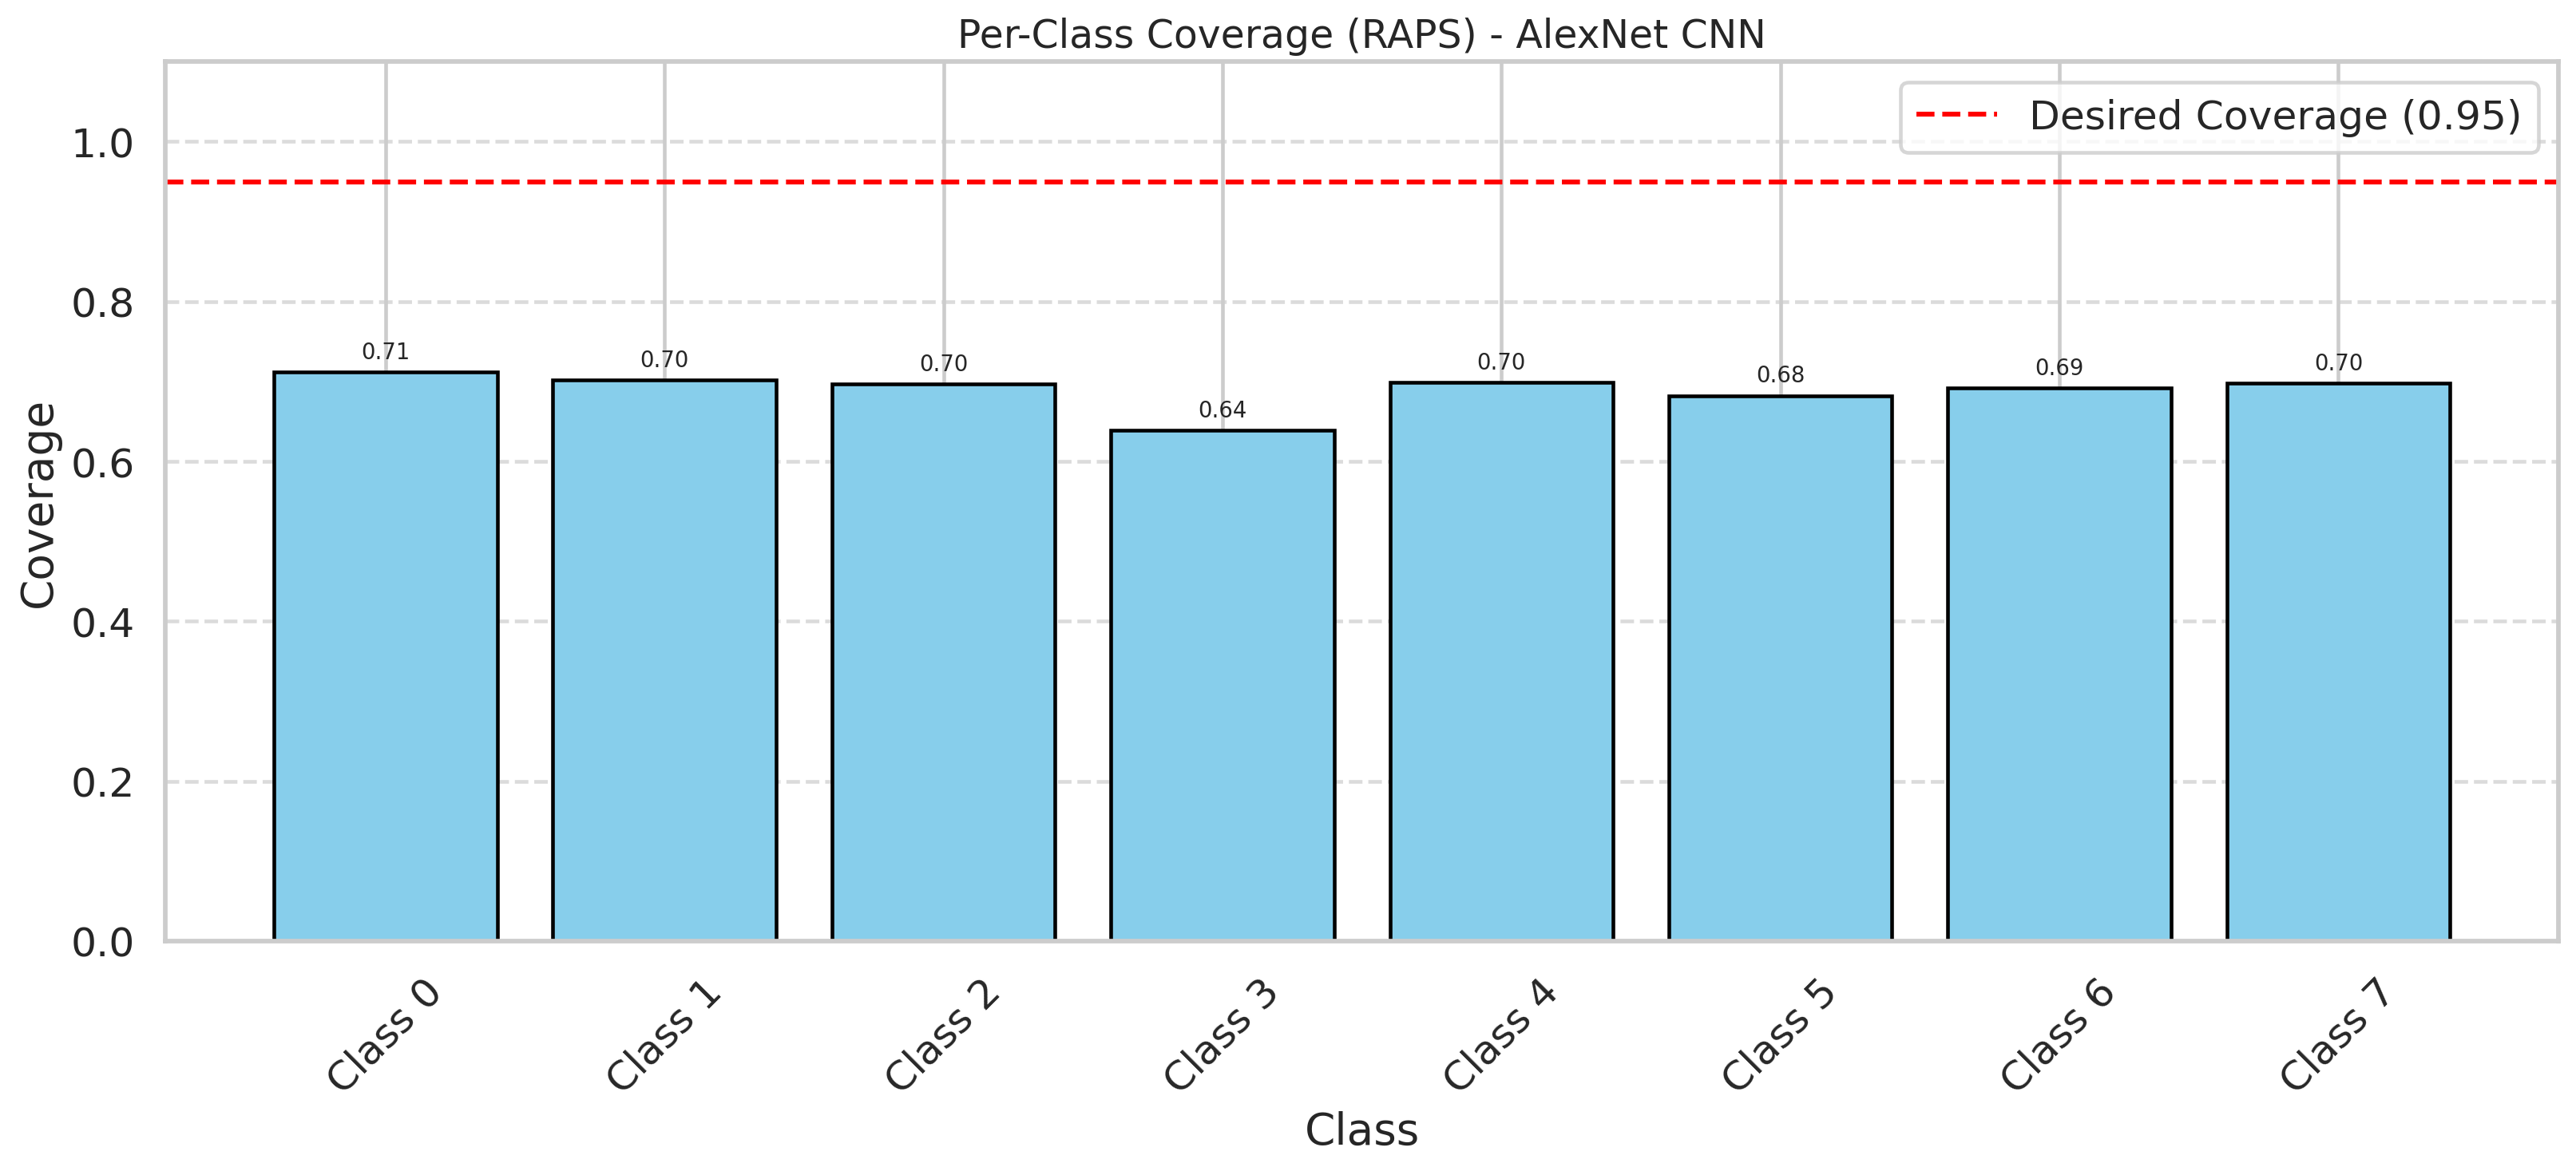 Per-Class Coverage (RAPS) - AlexNet CNN
Desired Coverage (0.95)
Coverage
1.0
0.8
0.6
0.4
0.2
0.0
0.71
0.70
0.70
0.64
0.70
0.68
0.69
0.70
Class 0
Class 1
Class 2
Class 3
Class 4
Class 5
Class 6
Class 7
Class